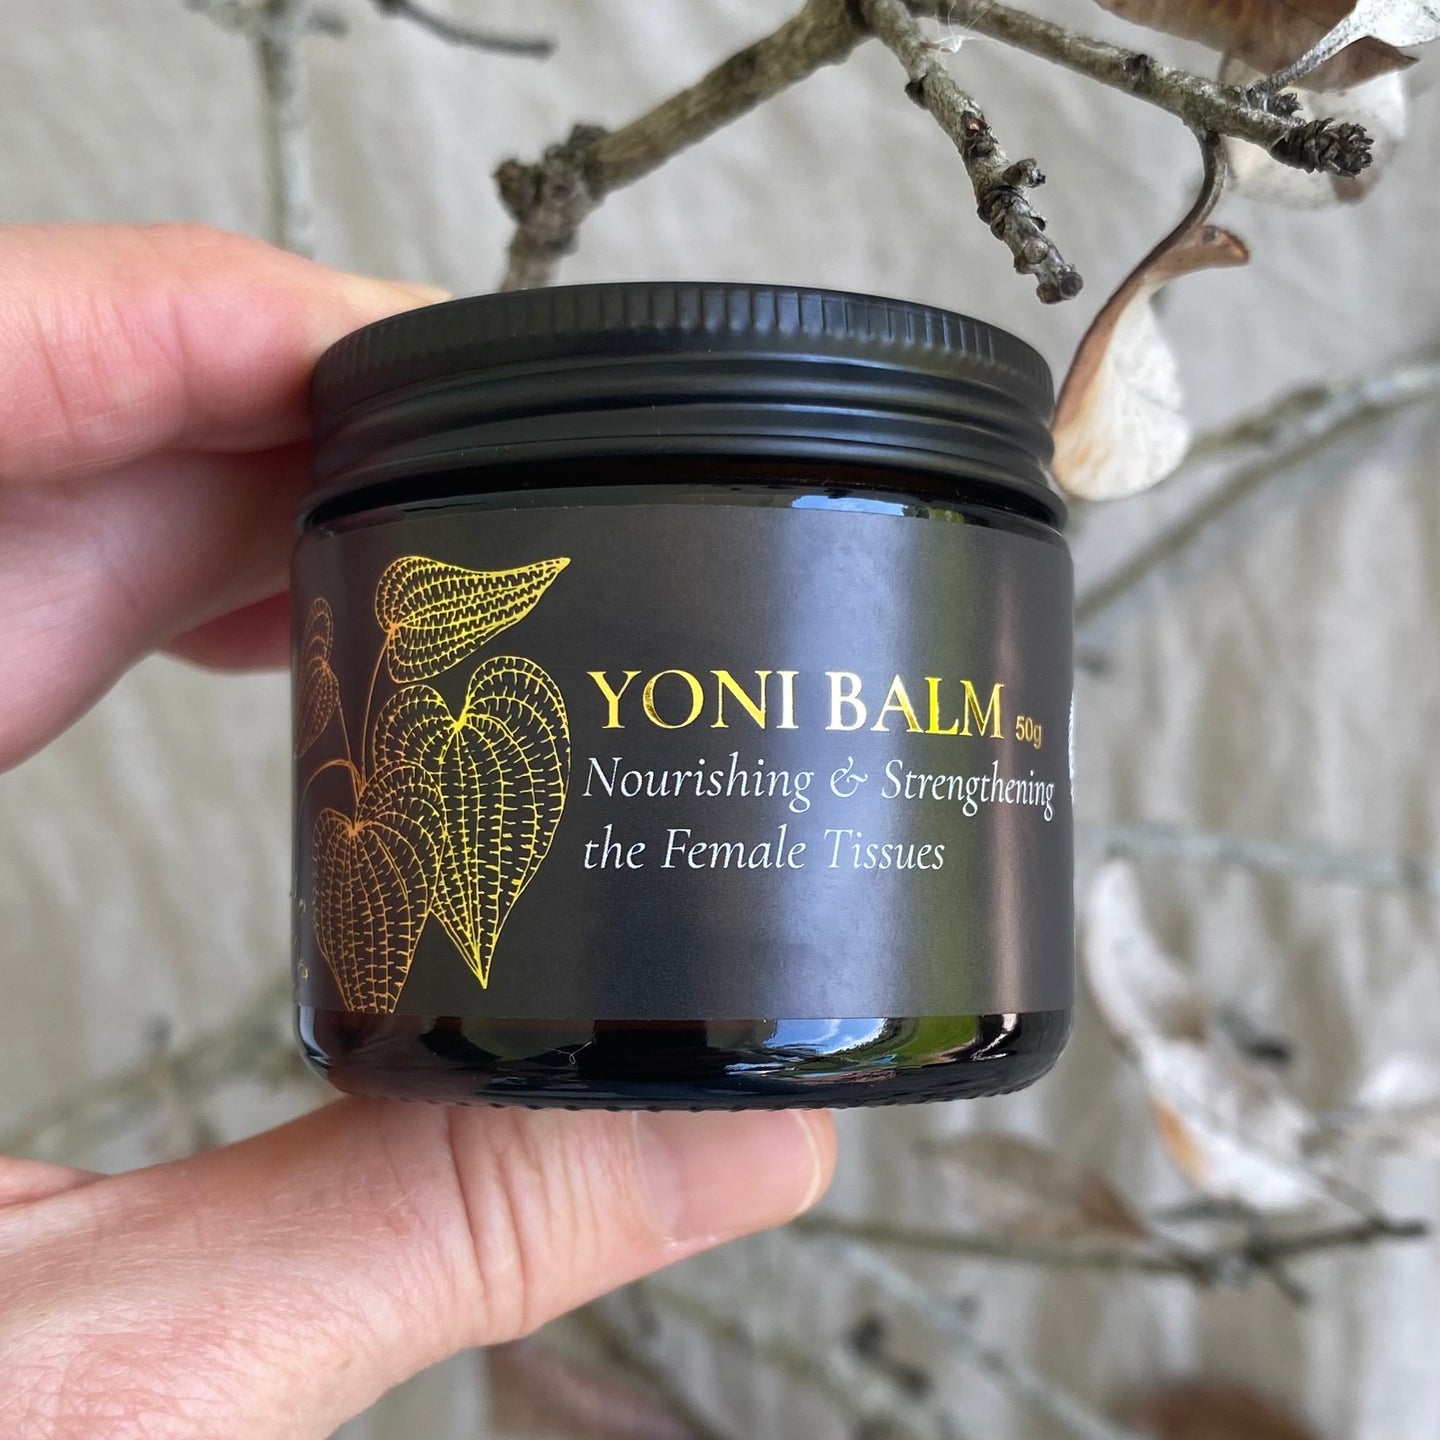 YONI BALM 50g
Nourishing & Strengthening
the Female Tissues